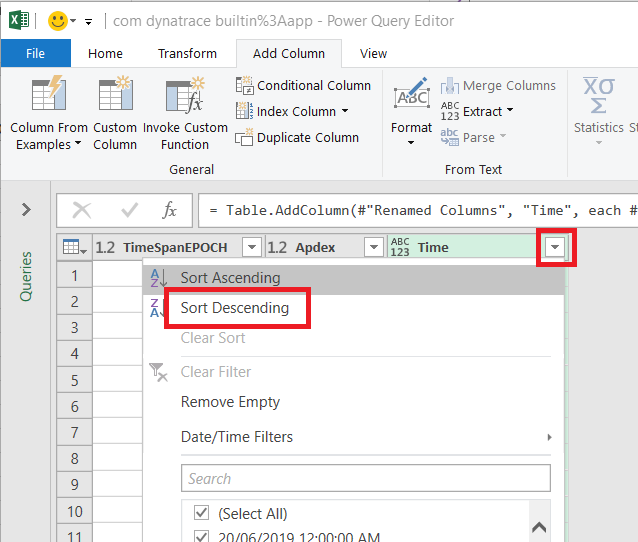 com dynatrace builtin%3Aapp - Power Query Editor
File Home Transform Add Column View
Column From Examples
Custom Column
Invoke Custom Function
Conditional Column
Index Column
Duplicate Column
General
ABC
Format
Merge Columns
ABC 123 Extract
abc Parse
From Text
Statistics
Queries
fx = Table.AddColumn(#"Renamed Columns", "Time", each #
1.2 TimeSpanEPOCH 1.2 Apdex ABC 123 Time
1
2
3
4
5
6
7
8
9
10
11
Sort Ascending
Sort Descending
Clear Sort
Clear Filter
Remove Empty
Date/Time Filters
Search
(Select All)
20/06/2019 12:00:00 AM